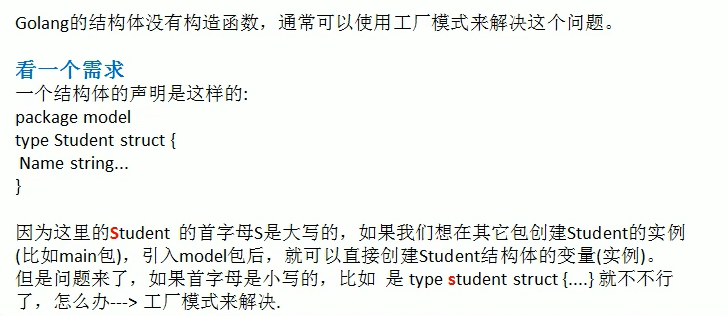 Golang的结构体没有构造函数，通常可以使用工厂模式来解决这个问题。
看一个需求
一个结构体的声明是这样的:
package model
type Student struct {
Name string...
}
因为这里的Student 的首字母S是大写的，如果我们想在其它包创建Student的实例
(比如main包)，引入model包后，就可以直接创建Student结构体的变量(实例)。
但是问题来了，如果首字母是小写的，比如 是 type student struct {....} 就不不行
了，怎么办---> 工厂模式来解决.